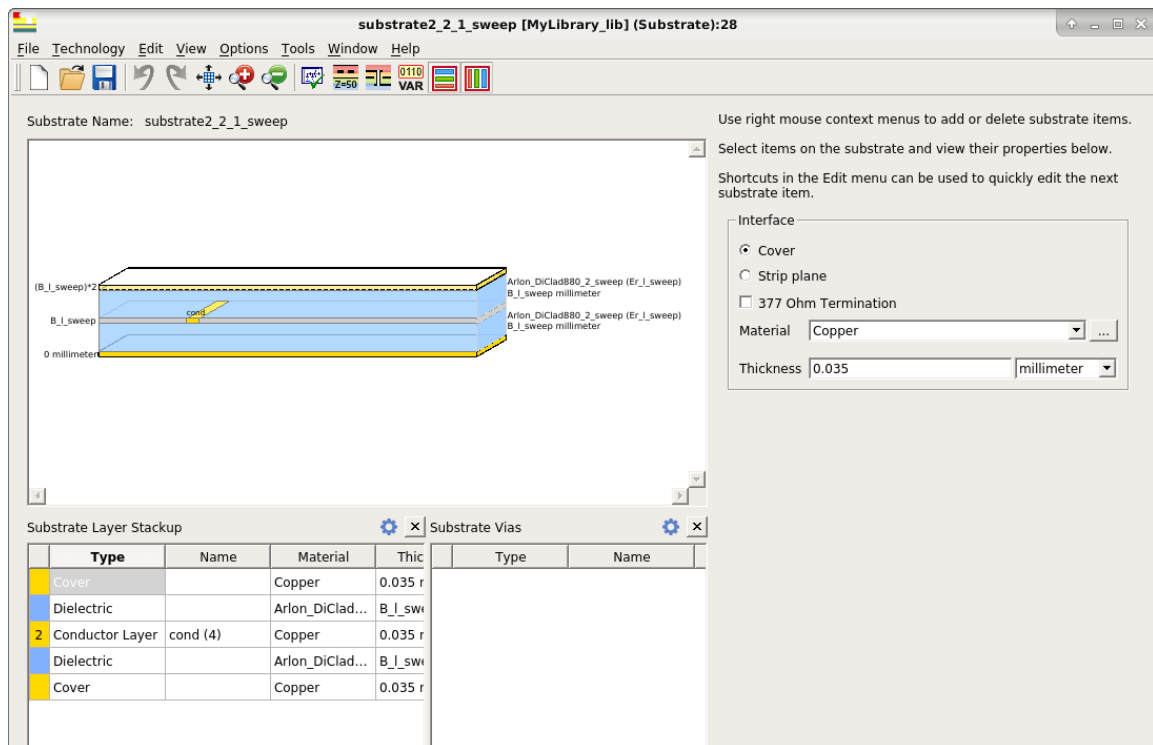 substrate2_2_1_sweep [MyLibrary_lib] (Substrate):28
File Technology Edit View Options Tools Window Help
Z=50
0110
VAR
Substrate Name: substrate2_2_1_sweep
(B_l_sweep)*2
B_l_sweep
0 millimeter
cond
Arlon_DiClad880_2_sweep (Er_l_sweep)
B_l_sweep millimeter
Arlon_DiClad880_2_sweep (Er_l_sweep)
B_l_sweep millimeter
Use right mouse context menus to add or delete substrate items.
Select items on the substrate and view their properties below.
Shortcuts in the Edit menu can be used to quickly edit the next
substrate item.
Interface
Cover
Strip plane
377 Ohm Termination
Material Copper ...
Thickness 0.035 millimeter
Substrate Layer Stackup
Type Name Material Thic
Cover Copper 0.035 r
Dielectric Arlon_DiClad... B_l_swe
2 Conductor Layer cond (4) Copper 0.035 r
Dielectric Arlon_DiClad... B_l_swe
Cover Copper 0.035 r
Substrate Vias
Type Name